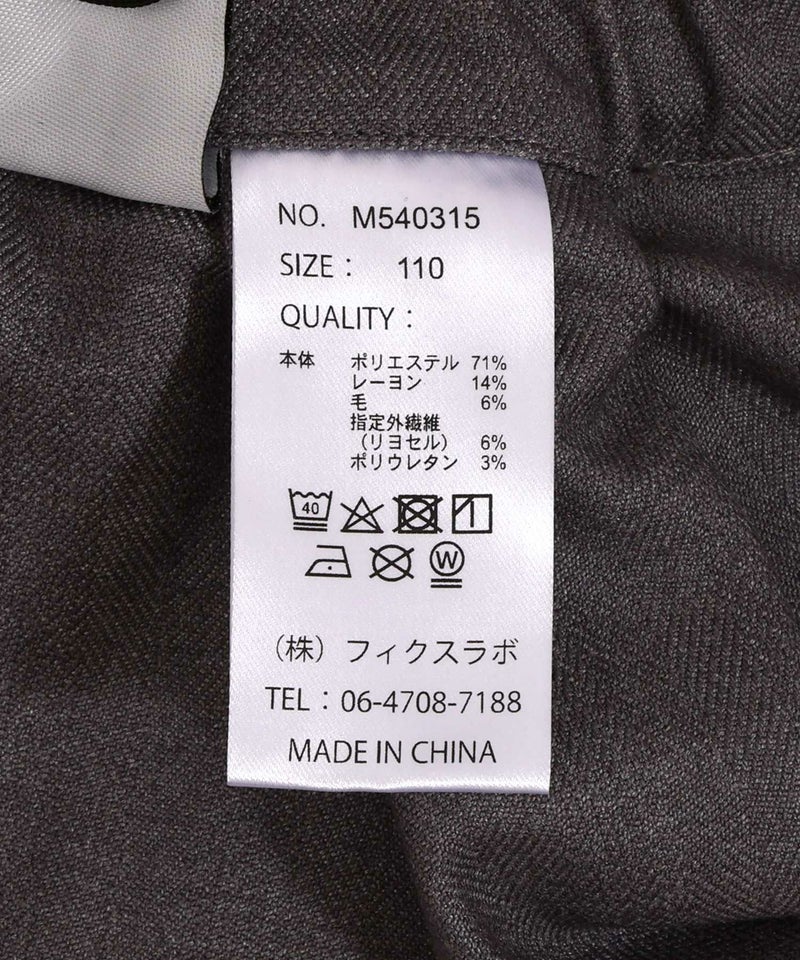 NO. M540315
SIZE : 110
QUALITY :
本体 ポリエステル 71%
レーヨン 14%
毛 6%
指定外繊維
（リヨセル） 6%
ポリウレタン 3%
40
W
（株）フィクスラボ
TEL : 06-4708-7188
MADE IN CHINA